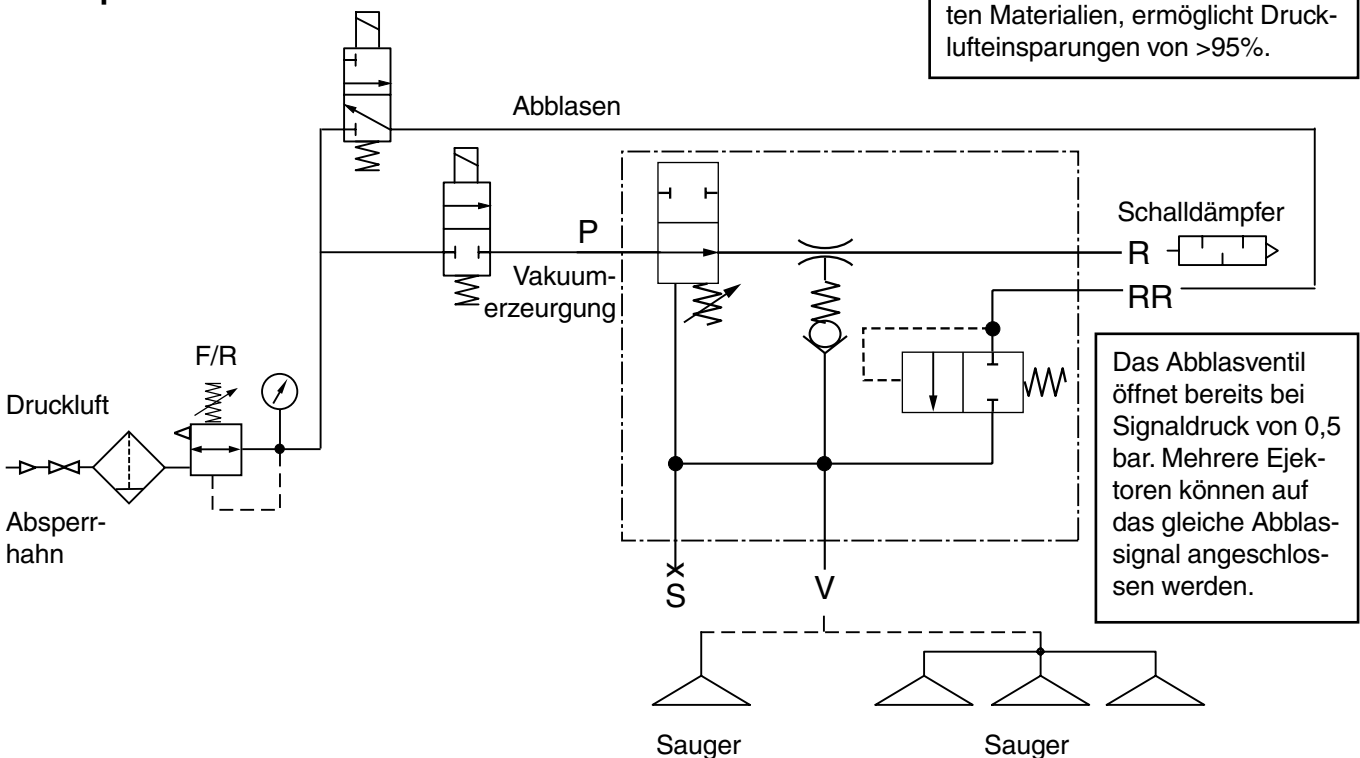 ten Materialien, ermöglicht Druck-
lufteinsparungen von >95%.
Abblasen
Schalldämpfer
P
R
Vakuum-
erzeurgung
RR
F/R
Druckluft
Absperr-
hahn
Das Abblasventil
öffnet bereits bei
Signaldruck von 0,5
bar. Mehrere Ejek-
toren können auf
das gleiche Abblas-
signal angeschlos-
sen werden.
S
V
Sauger
Sauger